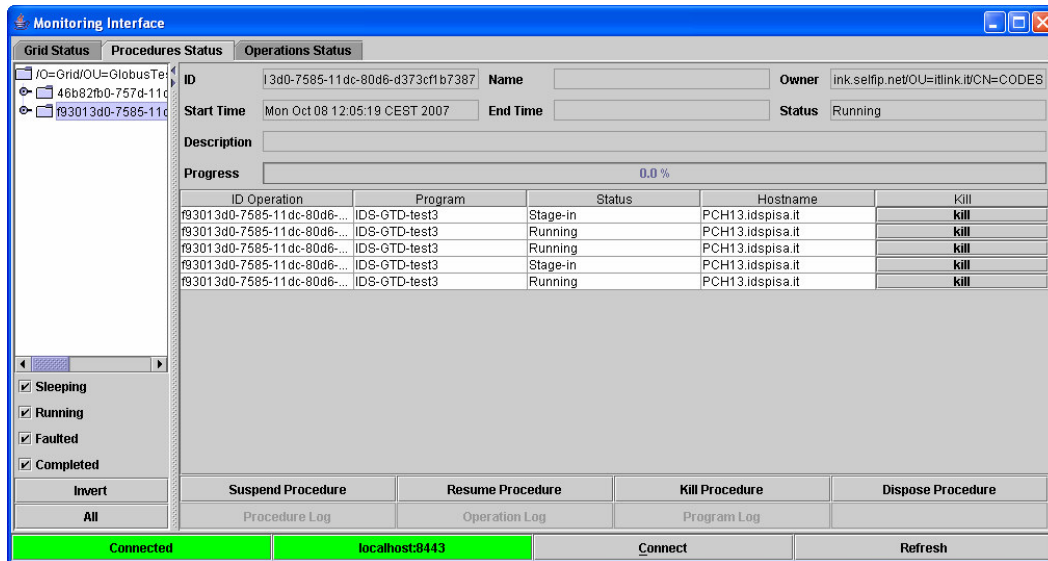 Monitoring Interface
Grid Status Procedures Status Operations Status
/O=Grid/OU=GlobusTes
46b82fb0-757d-11d
f93013d0-7585-11d
ID 13d0-7585-11dc-80d6-d373cf1b7387 Name Owner ink.selfip.net/OU=itlink.it/CN=CODES
Start Time Mon Oct 08 12:05:19 CEST 2007 End Time Status Running
Description
Progress 0.0 %
ID Operation Program Status Hostname Kill
f93013d0-7585-11dc-80d6-... IDS-GTD-test3 Stage-in PCH13.idspisa.it kill
f93013d0-7585-11dc-80d6-... IDS-GTD-test3 Running PCH13.idspisa.it kill
f93013d0-7585-11dc-80d6-... IDS-GTD-test3 Running PCH13.idspisa.it kill
f93013d0-7585-11dc-80d6-... IDS-GTD-test3 Stage-in PCH13.idspisa.it kill
f93013d0-7585-11dc-80d6-... IDS-GTD-test3 Running PCH13.idspisa.it kill
Sleeping
Running
Faulted
Completed
Invert Suspend Procedure Resume Procedure Kill Procedure Dispose Procedure
All Procedure Log Operation Log Program Log
Connected localhost:8443 Connect Refresh